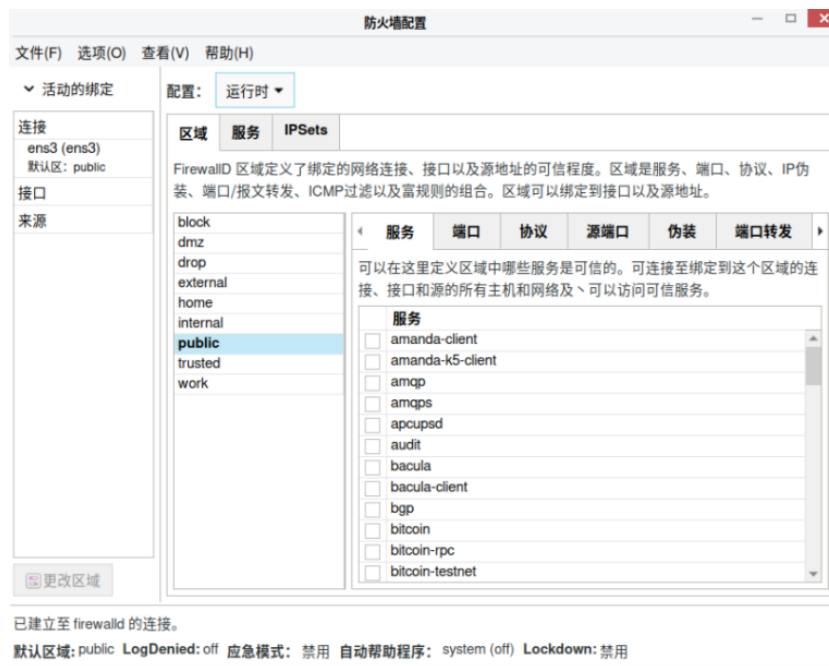 防火墙配置
文件(F) 选项(O) 查看(V) 帮助(H)
活动的绑定
连接
ens3 (ens3)
默认区: public
接口
来源
更改区域
配置： 运行时
区域 服务 IPSets
FirewallD 区域定义了绑定的网络连接、接口以及源地址的可信程度。区域是服务、端口、协议、IP伪
装、端口/报文转发、ICMP过滤以及富规则的组合。区域可以绑定到接口以及源地址。
block
dmz
drop
external
home
internal
public
trusted
work
服务 端口 协议 源端口 伪装 端口转发
可以在这里定义区域中哪些服务是可信的。可连接至绑定到这个区域的连
接、接口和源的所有主机和网络及丶可以访问可信服务。
服务
amanda-client
amanda-k5-client
amqp
amqps
apcupsd
audit
bacula
bacula-client
bgp
bitcoin
bitcoin-rpc
bitcoin-testnet
已建立至 firewalld 的连接。
默认区域: public LogDenied: off 应急模式： 禁用 自动帮助程序： system (off) Lockdown: 禁用